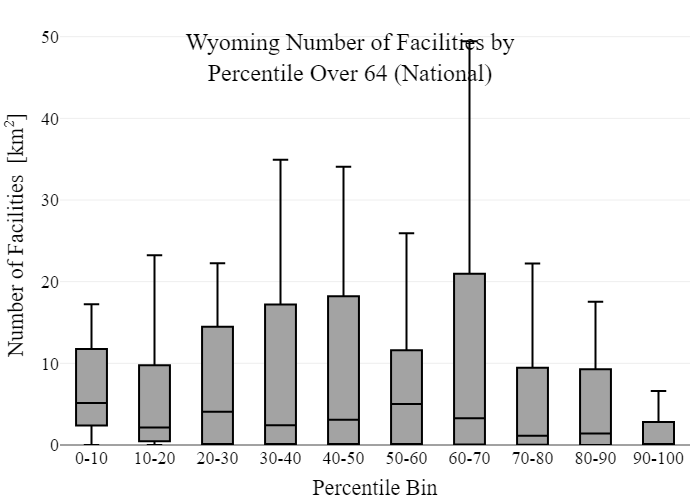 Wyoming Number of Facilities by
Percentile Over 64 (National)
Number of Facilities [km²]
50
40
30
20
10
0
0-10 10-20 20-30 30-40 40-50 50-60 60-70 70-80 80-90 90-100
Percentile Bin